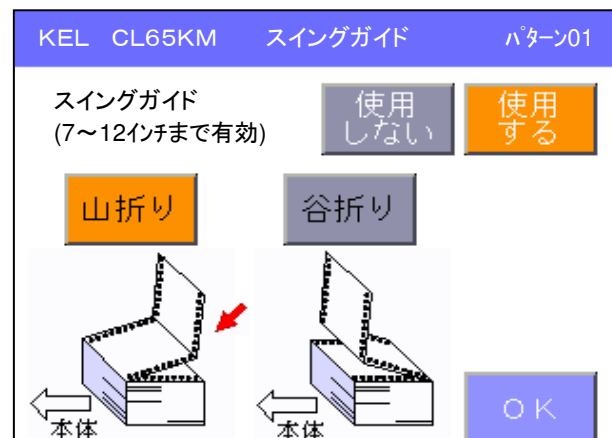 KEL CL65KM スイングガイド ﾊﾟﾀｰﾝ01
スイングガイド
(7～12ｲﾝﾁまで有効)
使用
しない
使用
する
山折り
谷折り
本体
本体
OK